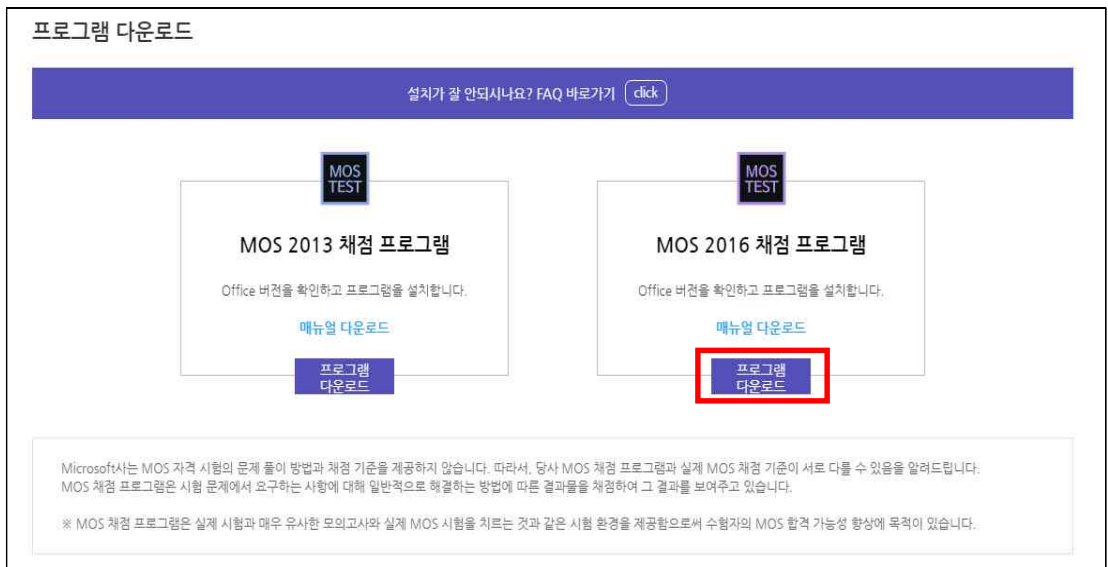 프로그램 다운로드
설치가 잘 안되시나요? FAQ 바로가기 click
MOS
TEST
MOS 2013 채점 프로그램
Office 버전을 확인하고 프로그램을 설치합니다.
매뉴얼 다운로드
프로그램
다운로드
MOS
TEST
MOS 2016 채점 프로그램
Office 버전을 확인하고 프로그램을 설치합니다.
매뉴얼 다운로드
프로그램
다운로드
Microsoft사는 MOS 자격 시험의 문제 풀이 방법과 채점 기준을 제공하지 않습니다. 따라서, 당사 MOS 채점 프로그램과 실제 MOS 채점 기준이 서로 다를 수 있음을 알려드립니다.
MOS 채점 프로그램은 시험 문제에서 요구하는 사항에 대해 일반적으로 해결하는 방법에 따른 결과물을 채점하여 그 결과를 보여주고 있습니다.
※ MOS 채점 프로그램은 실제 시험과 매우 유사한 모의고사와 실제 MOS 시험을 치르는 것과 같은 시험 환경을 제공함으로써 수험자의 MOS 합격 가능성 향상에 목적이 있습니다.